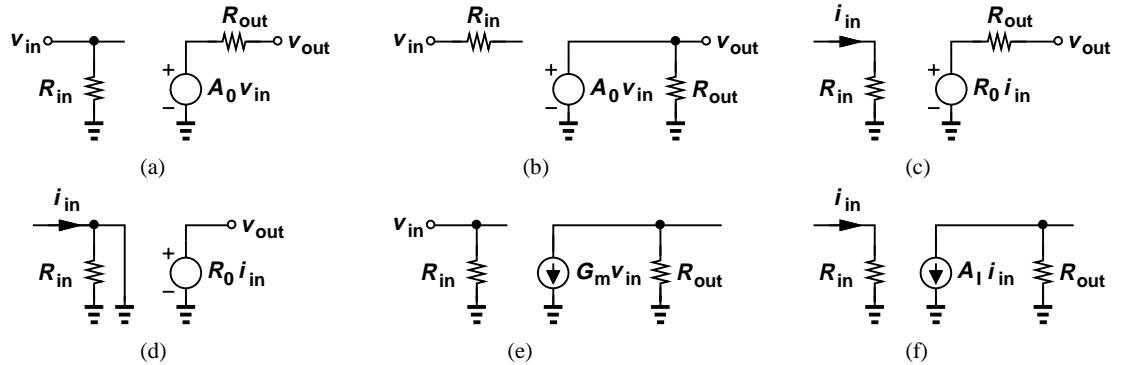 v_in R_in A_0 v_in R_out v_out + −
(a)
v_in R_in A_0 v_in R_out v_out + −
(b)
i_in R_in R_0 i_in R_out v_out + −
(c)
i_in R_in R_0 i_in v_out + −
(d)
v_in R_in G_m v_in R_out
(e)
i_in R_in A_I i_in R_out
(f)